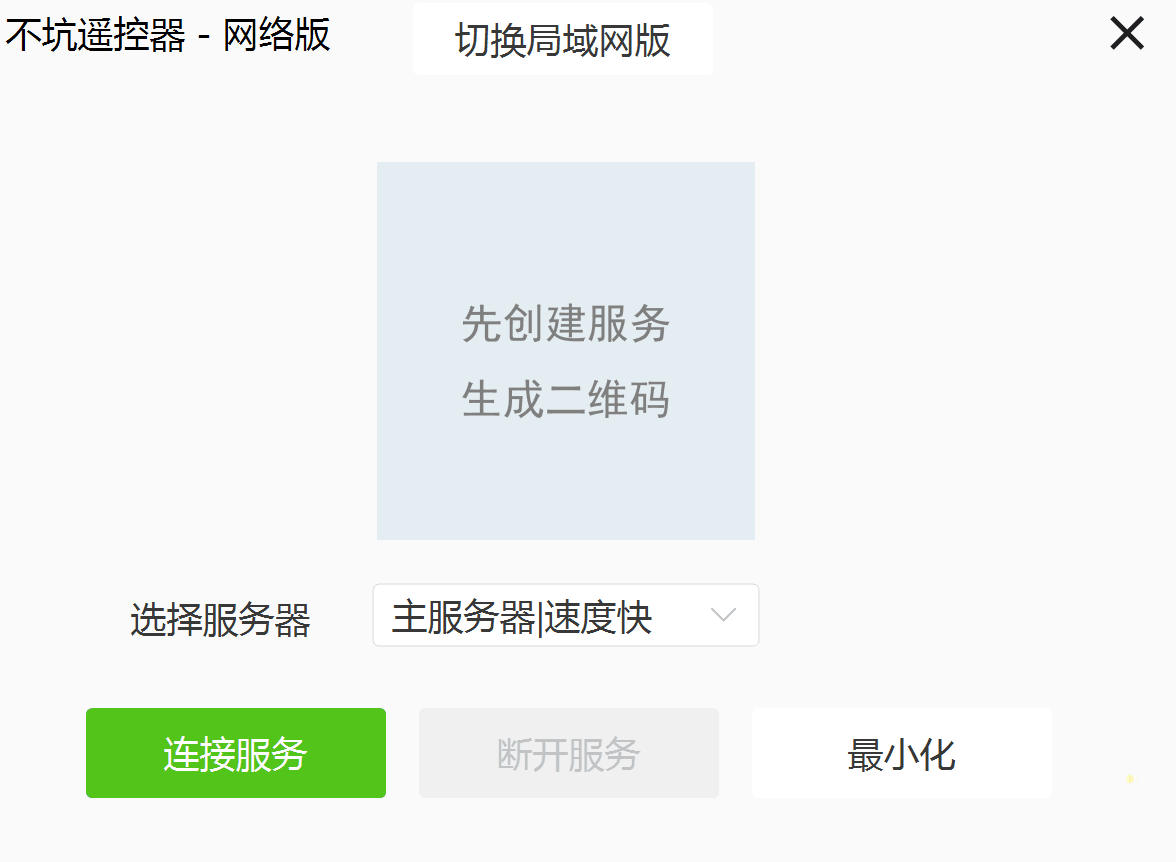 不坑遥控器 - 网络版
切换局域网版
先创建服务
生成二维码
选择服务器
主服务器|速度快
连接服务
断开服务
最小化